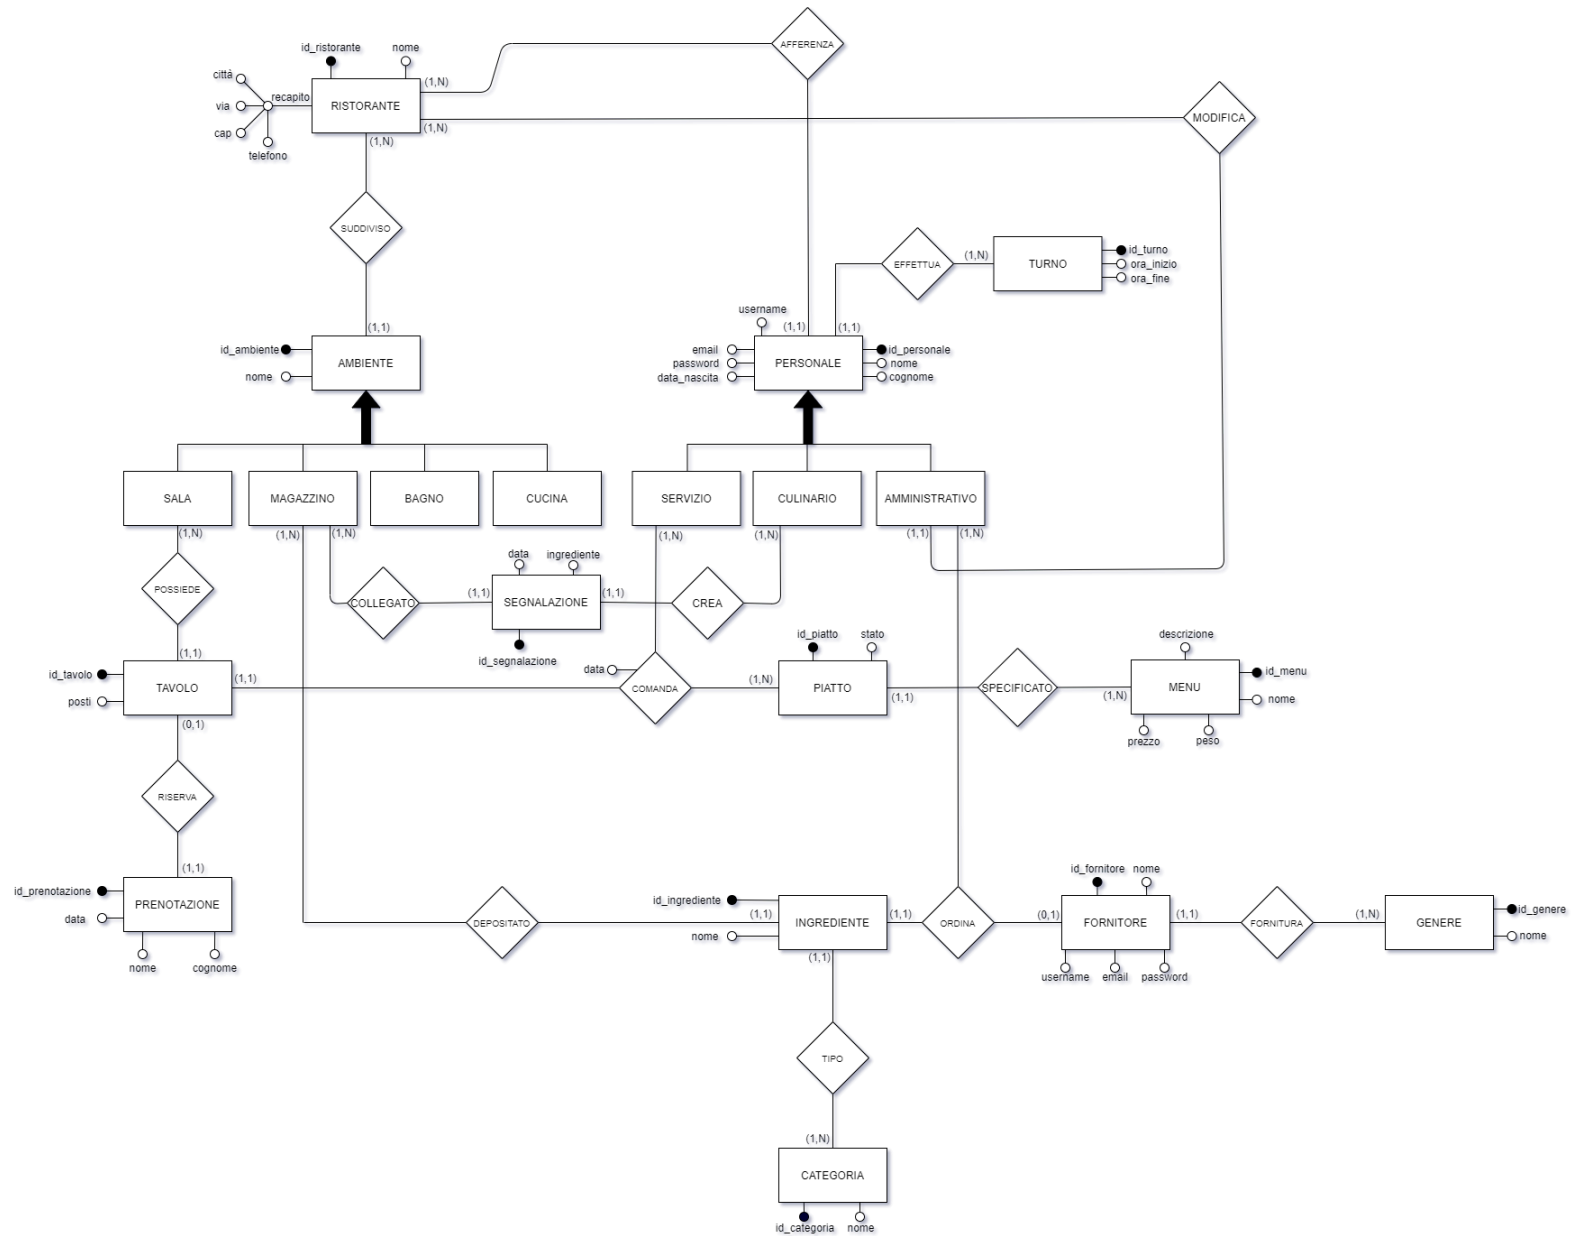 AFFERENZA
id_ristorante
nome
(1,N)
città
recapito
RISTORANTE
via
(1,N)
MODIFICA
cap
(1,N)
telefono
SUDDIVISO
EFFETTUA
(1,N)
TURNO
id_turno
ora_inizio
ora_fine
username
(1,1)
(1,1)
(1,1)
id_ambiente
AMBIENTE
nome
email
password
data_nascita
PERSONALE
id_personale
nome
cognome
SALA
MAGAZZINO
BAGNO
CUCINA
SERVIZIO
CULINARIO
AMMINISTRATIVO
(1,N)
(1,N)
(1,N)
(1,N)
(1,N)
(1,1)
(1,N)
POSSIEDE
data
ingrediente
COLLEGATO
(1,1)
SEGNALAZIONE
(1,1)
CREA
id_segnalazione
id_piatto
stato
descrizione
(1,1)
id_tavolo
TAVOLO
posti
(1,1)
data
COMANDA
(1,N)
PIATTO
(1,1)
SPECIFICATO
(1,N)
MENU
id_menu
nome
(0,1)
prezzo
peso
RISERVA
(1,1)
id_prenotazione
PRENOTAZIONE
data
nome
cognome
DEPOSITATO
id_ingrediente
(1,1)
nome
INGREDIENTE
(1,1)
ORDINA
(0,1)
id_fornitore
nome
FORNITORE
(1,1)
FORNITURA
(1,N)
GENERE
id_genere
nome
username
email
password
(1,1)
TIPO
(1,N)
CATEGORIA
id_categoria
nome